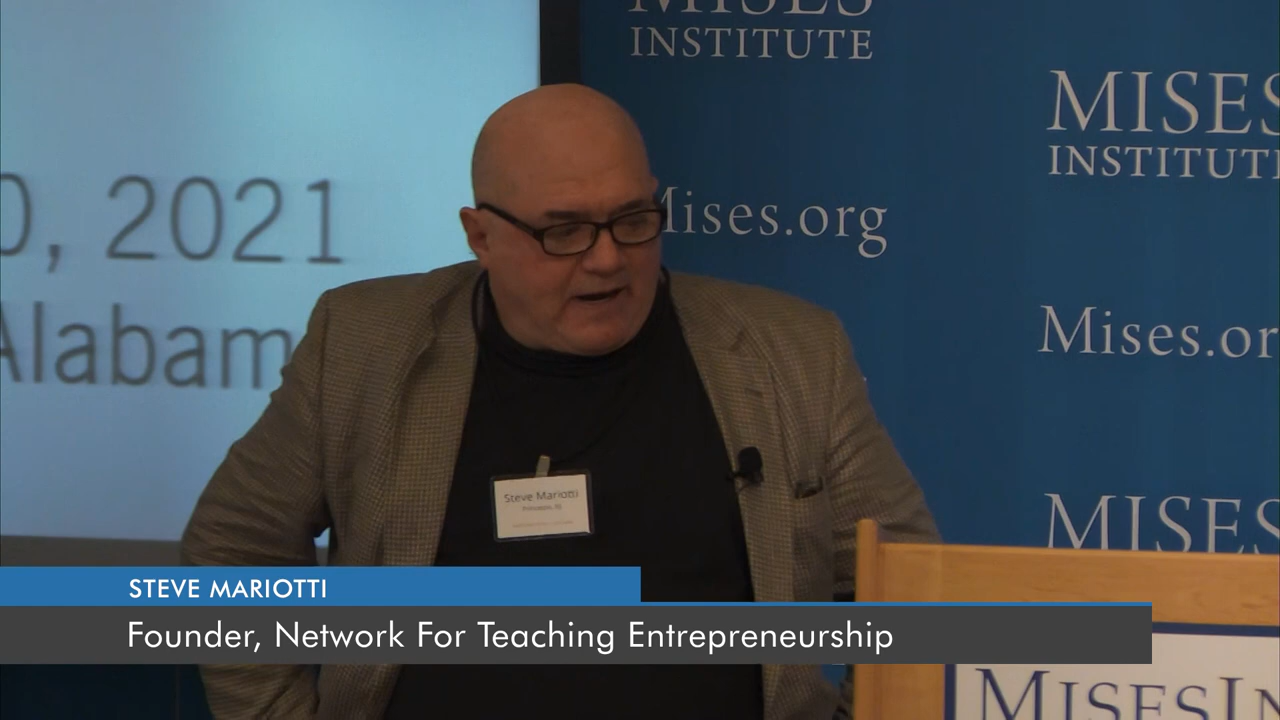 MISES
INSTITUTE
MISES
INSTITUT
0, 2021
Mises.org
Alabam
Mises.or
Steve Mariotti
MISES
STEVE MARIOTTI
Founder, Network For Teaching Entrepreneurship
MISESIN